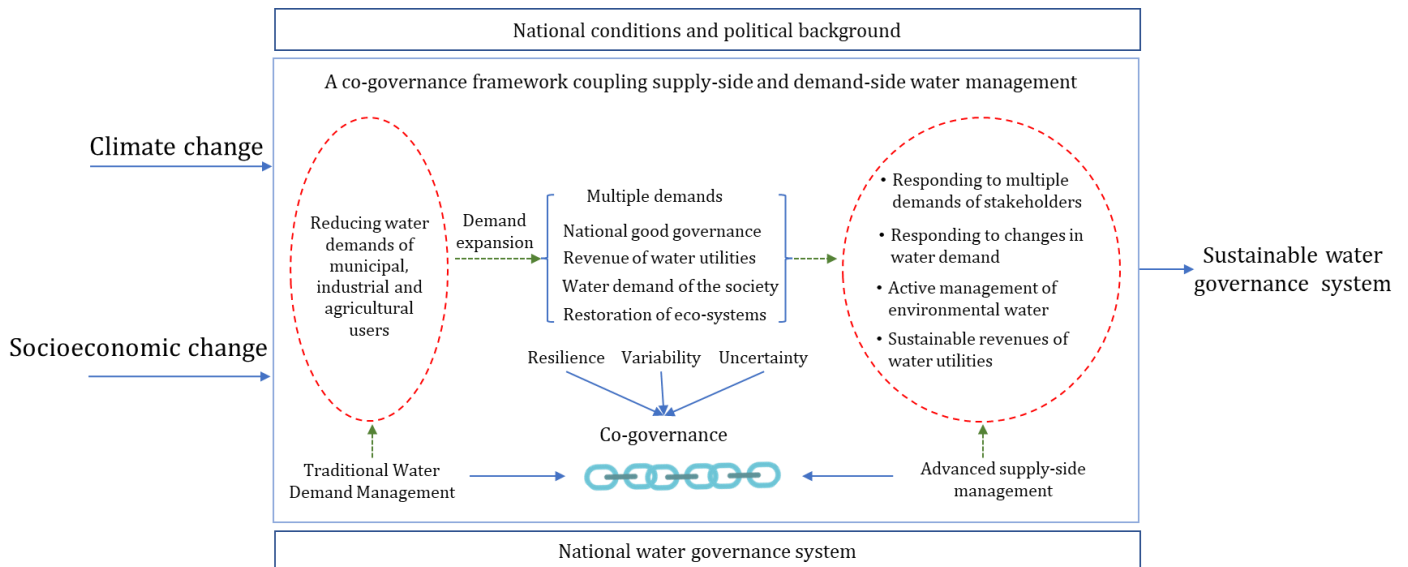 National conditions and political background
A co-governance framework coupling supply-side and demand-side water management
Climate change
Socioeconomic change
Reducing water
demands of
municipal,
industrial and
agricultural
users
Demand
expansion
Multiple demands
National good governance
Revenue of water utilities
Water demand of the society
Restoration of eco-systems
• Responding to multiple
demands of stakeholders
• Responding to changes in
water demand
• Active management of
environmental water
• Sustainable revenues of
water utilities
Sustainable water
governance system
Resilience Variability Uncertainty
Co-governance
Traditional Water
Demand Management
Advanced supply-side
management
National water governance system